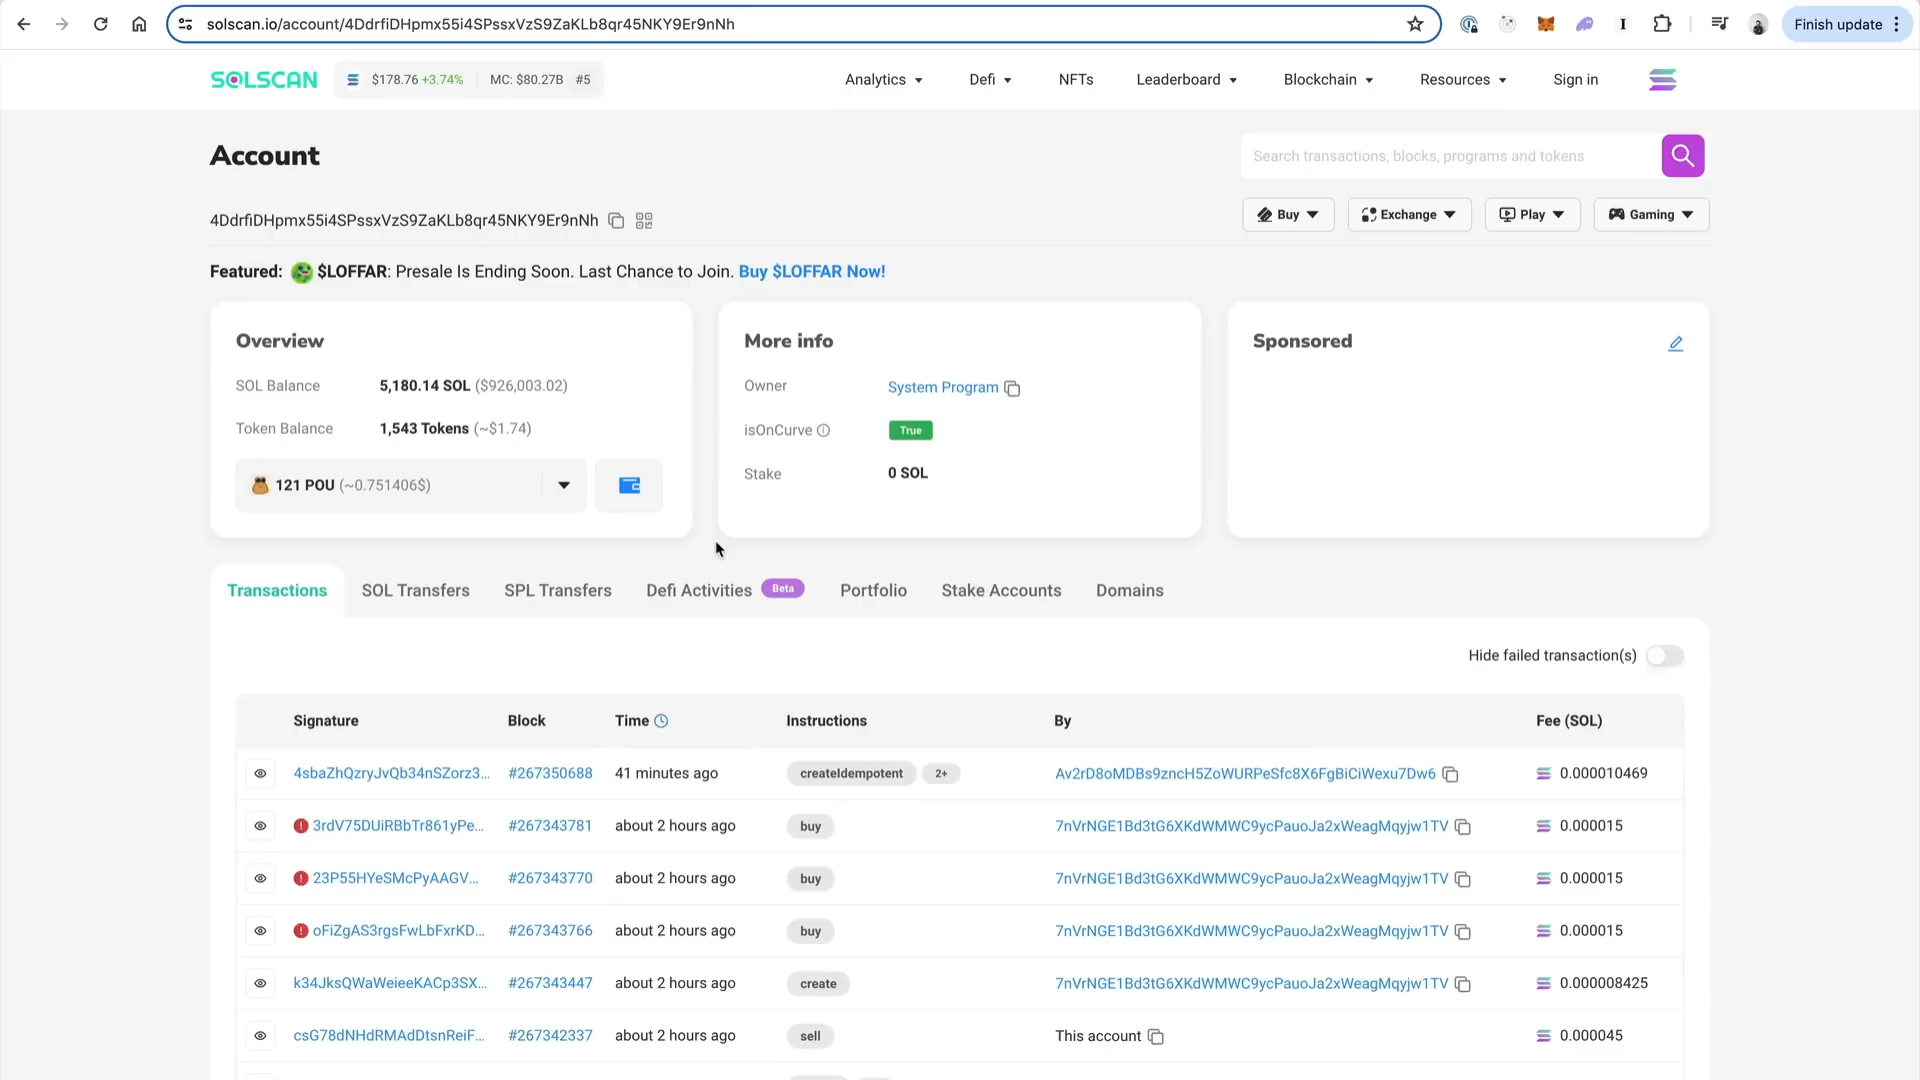 solscan.io/account/4DdrfiDHpmx55i4SPssxVzS9ZaKLb8qr45NKY9Er9nNh
Finish update
SOLSCAN
$178.76 +3.74%
MC: $80.27B
#5
Analytics
Defi
NFTs
Leaderboard
Blockchain
Resources
Sign in
Account
Search transactions, blocks, programs and tokens
4DdrfiDHpmx55i4SPssxVzS9ZaKLb8qr45NKY9Er9nNh
Buy
Exchange
Play
Gaming
Featured: $LOFFAR: Presale Is Ending Soon. Last Chance to Join. Buy $LOFFAR Now!
Overview
SOL Balance 5,180.14 SOL ($926,003.02)
Token Balance 1,543 Tokens (~$1.74)
121 POU (~0.751406$)
More info
Owner System Program
isOnCurve True
Stake 0 SOL
Sponsored
Transactions
SOL Transfers
SPL Transfers
Defi Activities Beta
Portfolio
Stake Accounts
Domains
Hide failed transaction(s)
Signature Block Time Instructions By Fee (SOL)
4sbaZhQzryJvQb34nSZorz3... #267350688 41 minutes ago createIdempotent 2+ Av2rD8oMDBs9zncH5ZoWURPeSfc8X6FgBiCiWexu7Dw6 0.000010469
3rdV75DUiRBbTr861yPe... #267343781 about 2 hours ago buy 7nVrNGE1Bd3tG6XKdWMWC9ycPauoJa2xWeagMqyjw1TV 0.000015
23P55HYeSMcPyAAGV... #267343770 about 2 hours ago buy 7nVrNGE1Bd3tG6XKdWMWC9ycPauoJa2xWeagMqyjw1TV 0.000015
oFiZgAS3rgsFwLbFxrKD... #267343766 about 2 hours ago buy 7nVrNGE1Bd3tG6XKdWMWC9ycPauoJa2xWeagMqyjw1TV 0.000015
k34JksQWaWeieeKACp3SX... #267343447 about 2 hours ago create 7nVrNGE1Bd3tG6XKdWMWC9ycPauoJa2xWeagMqyjw1TV 0.000008425
csG78dNHdRMAdDtsnReiF... #267342337 about 2 hours ago sell This account 0.000045